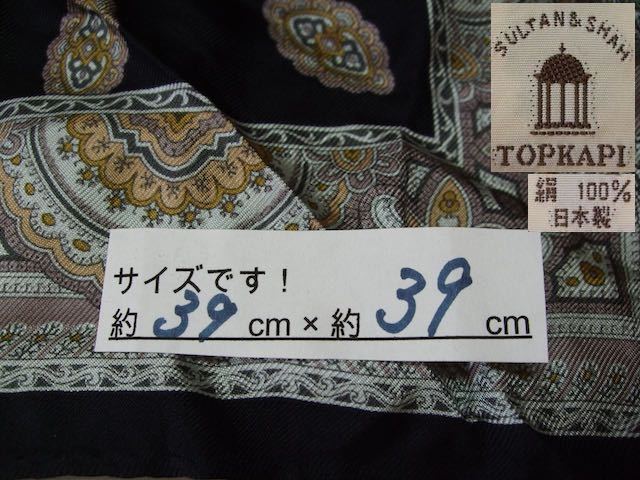 SULTAN&SHAH
TOPKAPI
絹 100%
日本製
サイズです!
約 39 cm × 約 39 cm